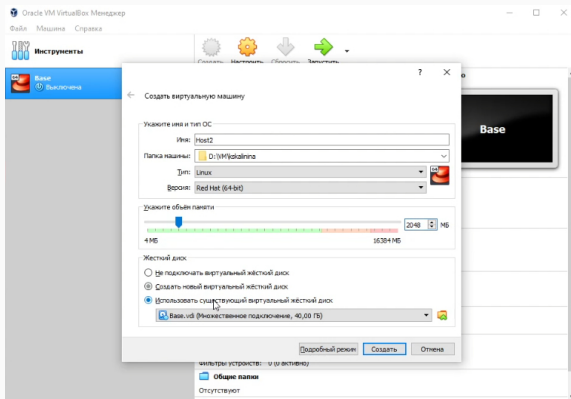 Oracle VM VirtualBox Менеджер
Файл Машина Справка
Инструменты
Создать Настроить Сбросить Запустить
Base
Выключена
Base
Создать виртуальную машину
Укажите имя и тип ОС
Имя: Host2
Папка машины: D:\VM\kskalinina
Тип: Linux
Версия: Red Hat (64-bit)
Укажите объём памяти
2048 МБ
4 МБ 16384 МБ
Жесткий диск
Не подключать виртуальный жёсткий диск
Создать новый виртуальный жёсткий диск
Использовать существующий виртуальный жёсткий диск
Base.vdi (Множественное подключение, 40,00 ГБ)
Подробный режим Создать Отмена
Фильтры устройств: 0 (0 активно)
Общие папки
Отсутствуют